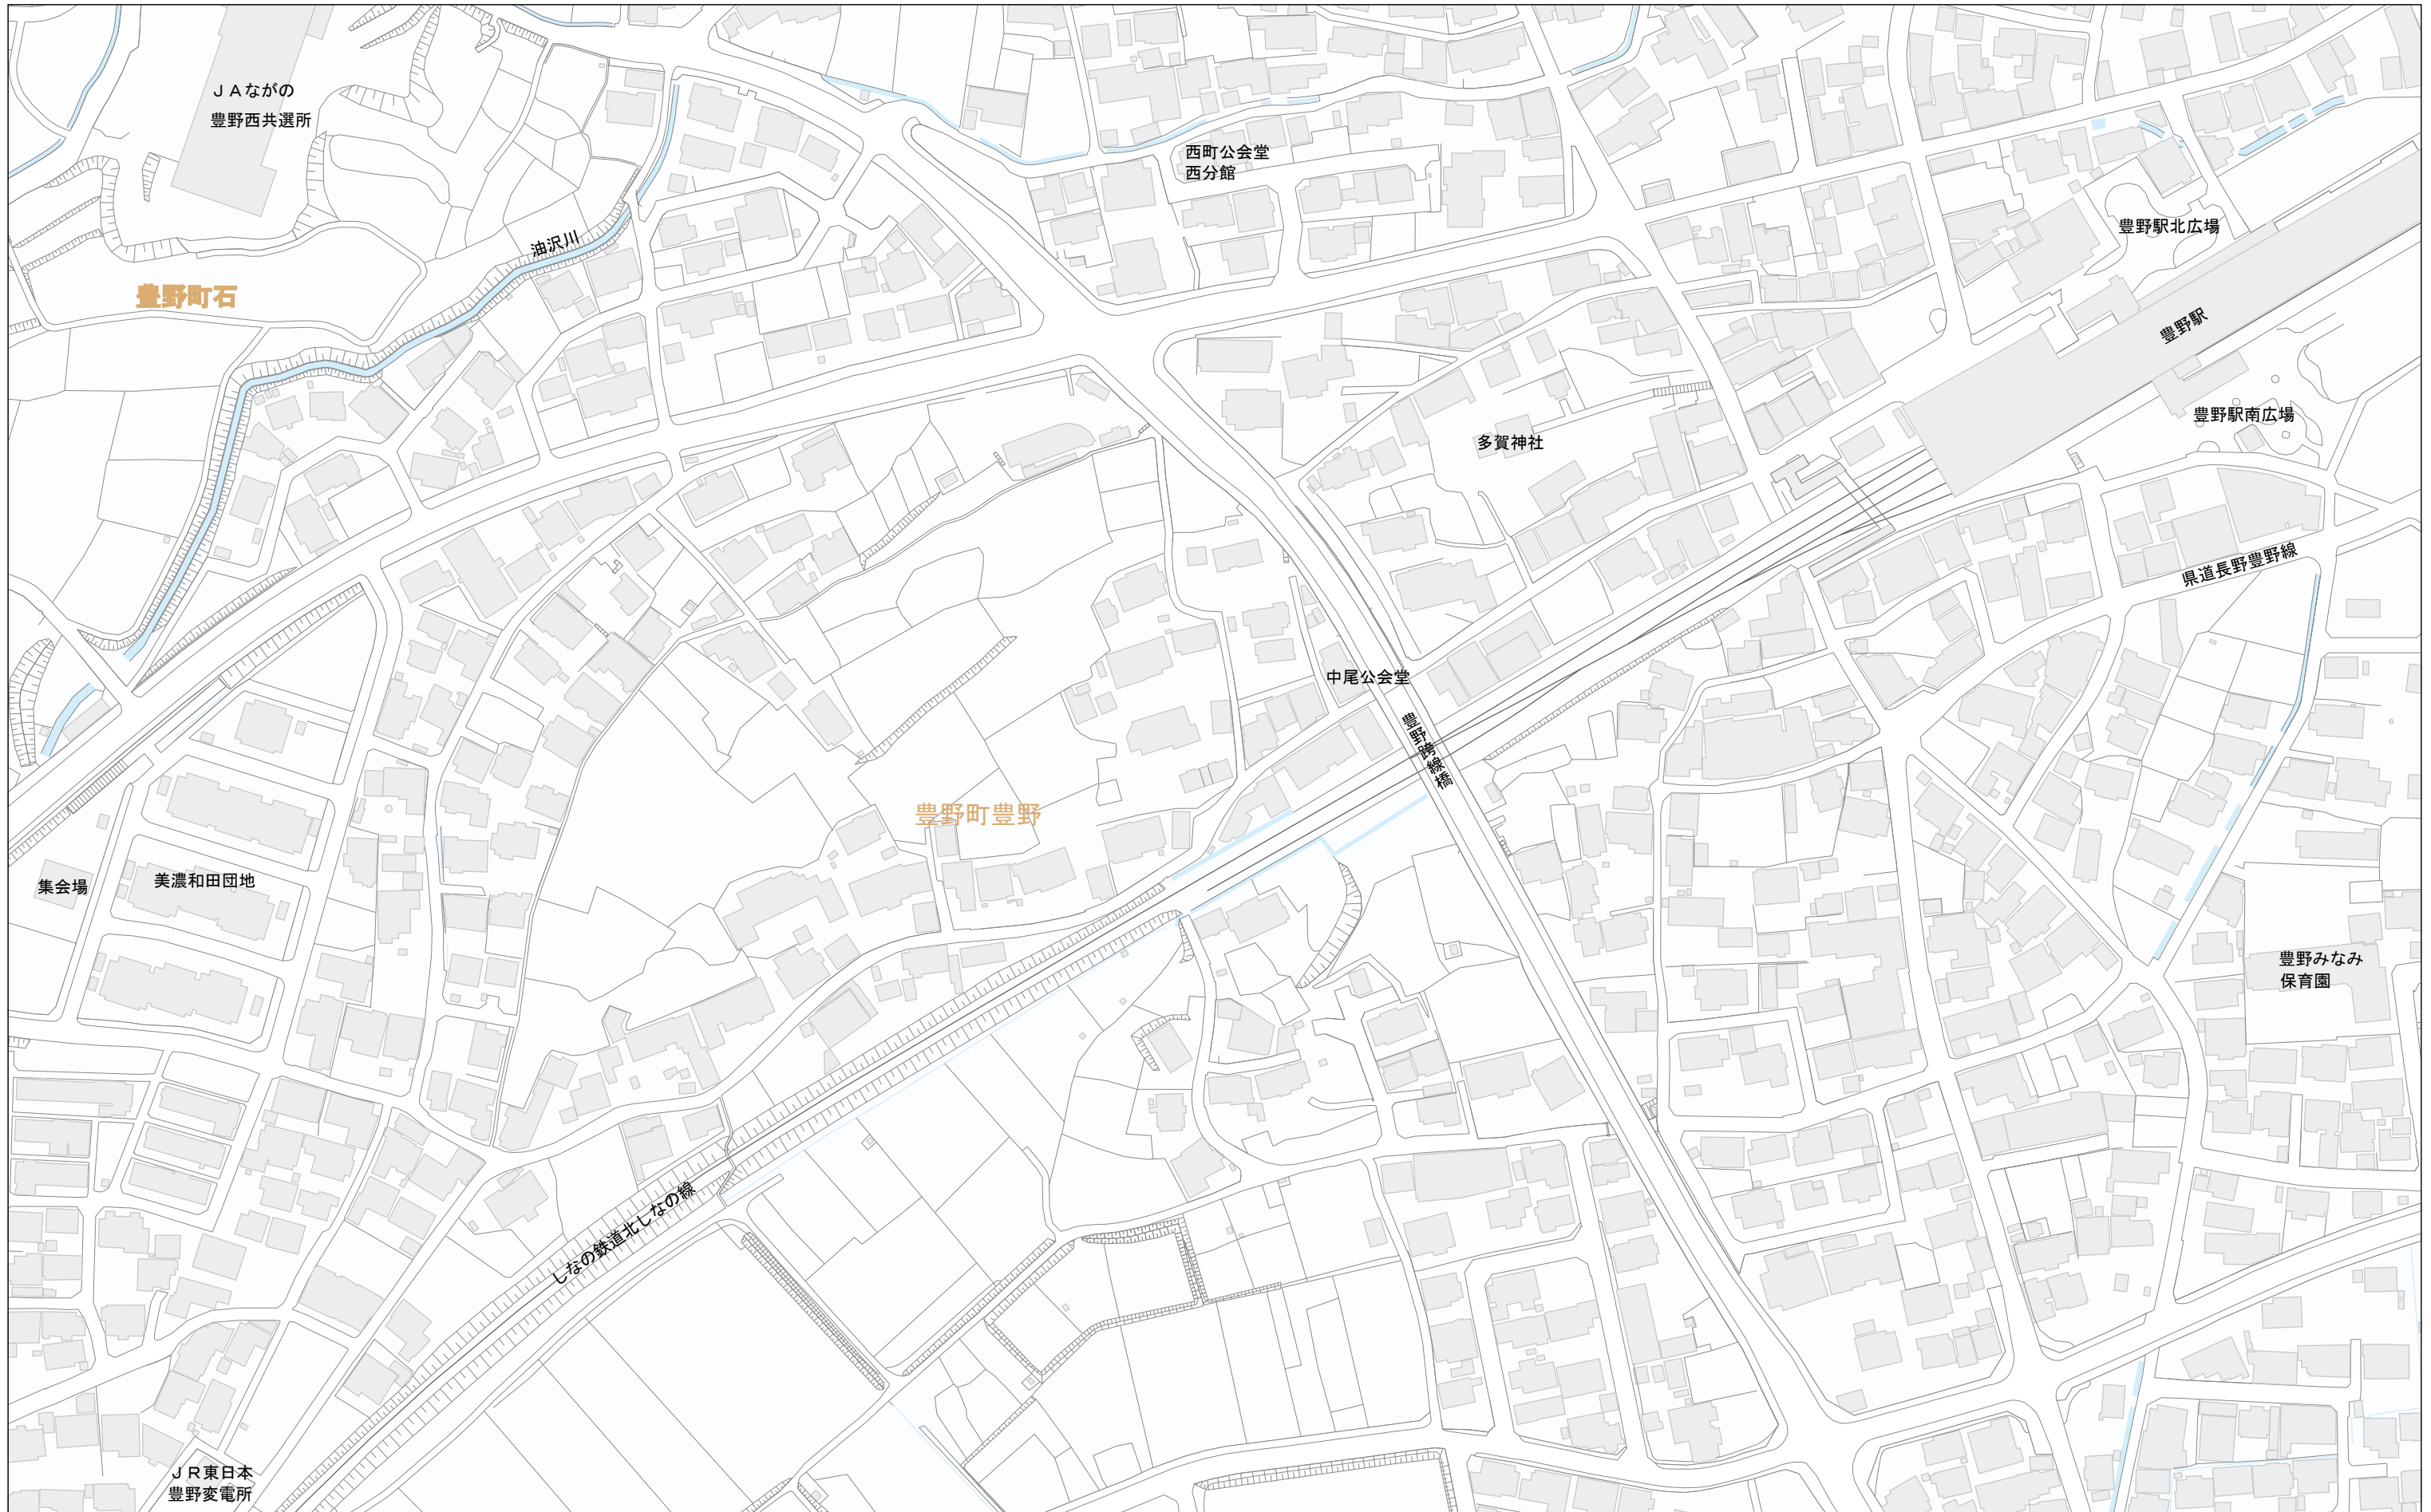 ＪＡながの
豊野西共選所
西町公会堂
西分館
豊野駅北広場
油沢川
豊野町石
豊野駅
豊野駅南広場
多賀神社
県道長野豊野線
中尾公会堂
豊野跨線橋
豊野町豊野
集会場
美濃和田団地
豊野みなみ
保育園
しなの鉄道北しなの線
ＪＲ東日本
豊野変電所